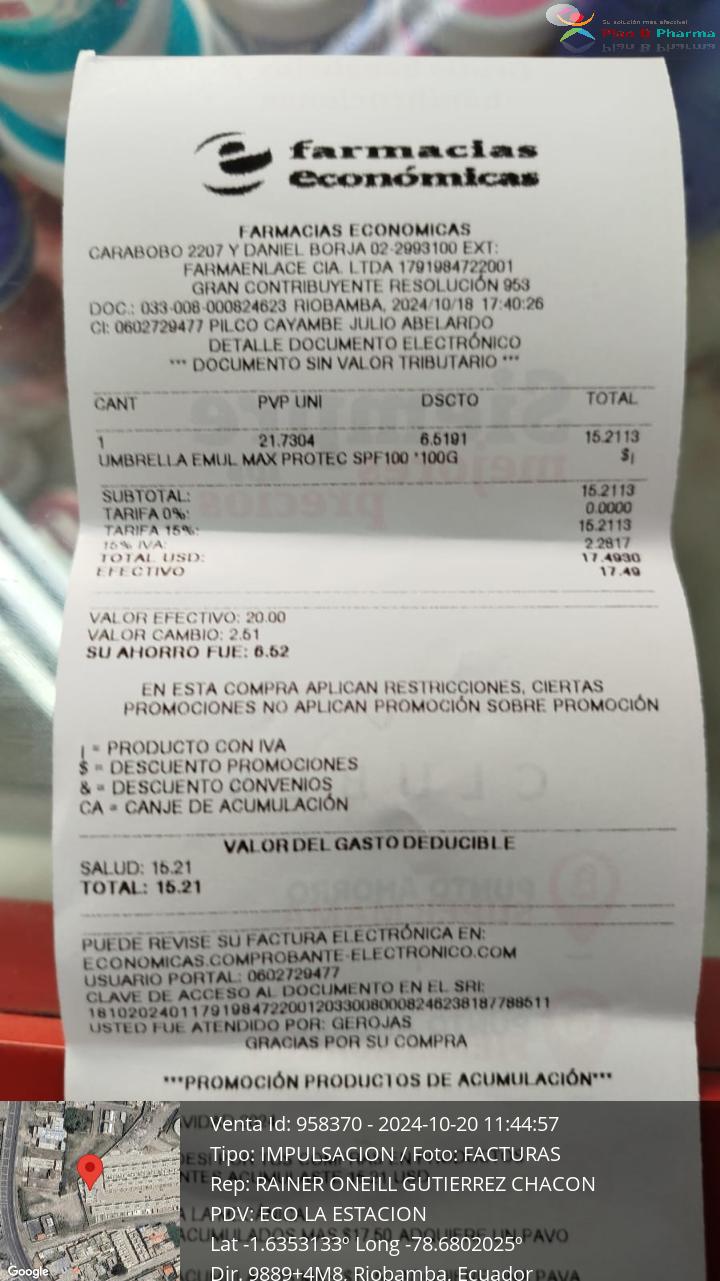 Su solución más efectiva!
Plan B Pharma
farmacias
económicas
FARMACIAS ECONOMICAS
CARABOBO 2207 Y DANIEL BORJA 02-2993100 EXT:
FARMAENLACE CIA. LTDA 1791984722001
GRAN CONTRIBUYENTE RESOLUCIÓN 953
DOC.: 033-008-000824623 RIOBAMBA, 2024/10/18 17:40:26
CI: 0602729477 PILCO CAYAMBE JULIO ABELARDO
DETALLE DOCUMENTO ELECTRÓNICO
*** DOCUMENTO SIN VALOR TRIBUTARIO ***
CANT PVP UNI DSCTO TOTAL
1 21.7304 6.5191 15.2113
UMBRELLA EMUL MAX PROTEC SPF100 *100G $¡
SUBTOTAL: 15.2113
TARIFA 0%: 0.0000
TARIFA 15%: 15.2113
15% IVA: 2.2817
TOTAL USD: 17.4930
EFECTIVO 17.49
VALOR EFECTIVO: 20.00
VALOR CAMBIO: 2.51
SU AHORRO FUE: 6.52
EN ESTA COMPRA APLICAN RESTRICCIONES, CIERTAS
PROMOCIONES NO APLICAN PROMOCIÓN SOBRE PROMOCIÓN
¡ = PRODUCTO CON IVA
$ = DESCUENTO PROMOCIONES
& = DESCUENTO CONVENIOS
CA = CANJE DE ACUMULACIÓN
VALOR DEL GASTO DEDUCIBLE
SALUD: 15.21
TOTAL: 15.21
PUEDE REVISE SU FACTURA ELECTRÓNICA EN:
ECONOMICAS.COMPROBANTE-ELECTRONICO.COM
USUARIO PORTAL: 0602729477
CLAVE DE ACCESO AL DOCUMENTO EN EL SRI:
1810202401179198472200120330080008246238187788511
USTED FUE ATENDIDO POR: GEROJAS
GRACIAS POR SU COMPRA
***PROMOCIÓN PRODUCTOS DE ACUMULACIÓN***
Venta Id: 958370 - 2024-10-20 11:44:57
Tipo: IMPULSACION / Foto: FACTURAS
Rep: RAINER ONEILL GUTIERREZ CHACON
PDV: ECO LA ESTACION
Lat -1.6353133º Long -78.6802025º
Dir. 9889+4M8, Riobamba, Ecuador
Google